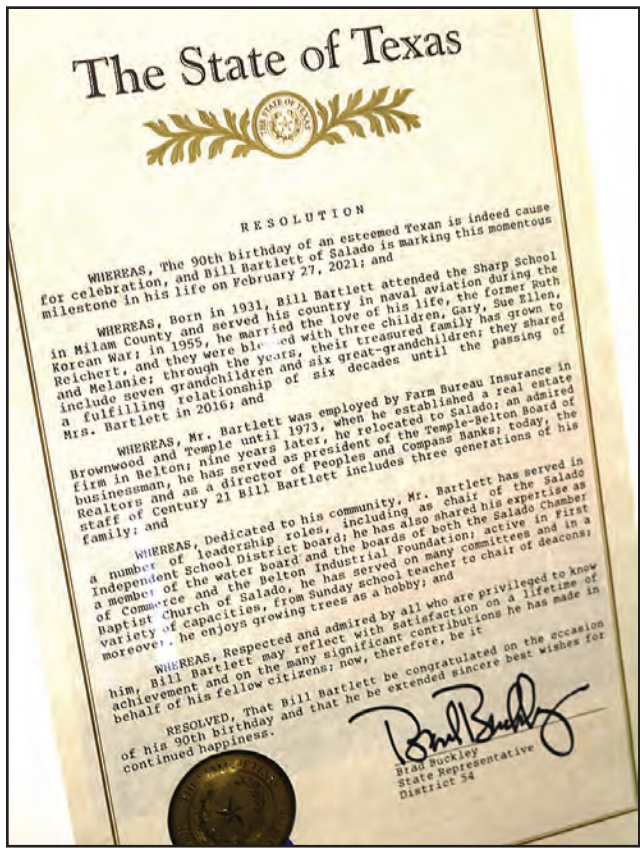 The State of Texas
THE STATE OF TEXAS
RESOLUTION
WHEREAS, The 90th birthday of an esteemed Texan is indeed cause
for celebration, and Bill Bartlett of Salado is marking this momentous
milestone in his life on February 27, 2021; and
WHEREAS, Born in 1931, Bill Bartlett attended the Sharp School
in Milam County and served his country in naval aviation during the
Korean War; in 1955, he married the love of his life, the former Ruth
Reichert, and they were blessed with three children, Gary, Sue Ellen,
and Melanie; through the years, their treasured family has grown to
include seven grandchildren and six great-grandchildren; they shared
a fulfilling relationship of six decades until the passing of
Mrs. Bartlett in 2016; and
WHEREAS, Mr. Bartlett was employed by Farm Bureau Insurance in
Brownwood and Temple until 1973, when he established a real estate
firm in Belton; nine years later, he relocated to Salado; an admired
businessman, he has served as president of the Temple-Belton Board of
Realtors and as a director of Peoples and Compass Banks; today, the
staff of Century 21 Bill Bartlett includes three generations of his
family; and
WHEREAS, Dedicated to his community, Mr. Bartlett has served in
a number of leadership roles, including as chair of the Salado
Independent School District board; he has also shared his expertise as
a member of the water board and the boards of both the Salado Chamber
of Commerce and the Belton Industrial Foundation; active in First
Baptist Church of Salado, he has served on many committees and in a
variety of capacities, from Sunday school teacher to chair of deacons;
moreover, he enjoys growing trees as a hobby; and
WHEREAS, Respected and admired by all who are privileged to know
him, Bill Bartlett may reflect with satisfaction on a lifetime of
achievement and on the many significant contributions he has made in
behalf of his fellow citizens; now, therefore, be it
RESOLVED, That Bill Bartlett be congratulated on the occasion
of his 90th birthday and that he be extended sincere best wishes for
continued happiness.
Brad Buckley
Brad Buckley
State Representative
District 54
THE STATE OF TEXAS